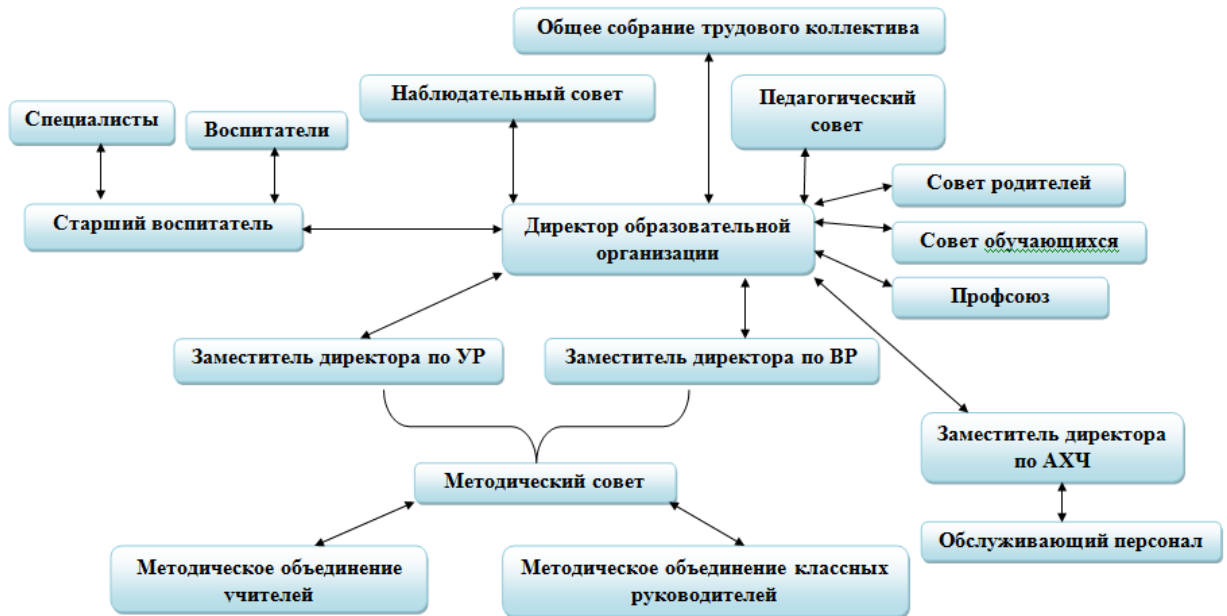 Общее собрание трудового коллектива
Наблюдательный совет
Педагогический
совет
Специалисты
Воспитатели
Совет родителей
Старший воспитатель
Директор образовательной
организации
Совет обучающихся
Профсоюз
Заместитель директора по УР
Заместитель директора по ВР
Заместитель директора
по АХЧ
Методический совет
Обслуживающий персонал
Методическое объединение
учителей
Методическое объединение классных
руководителей